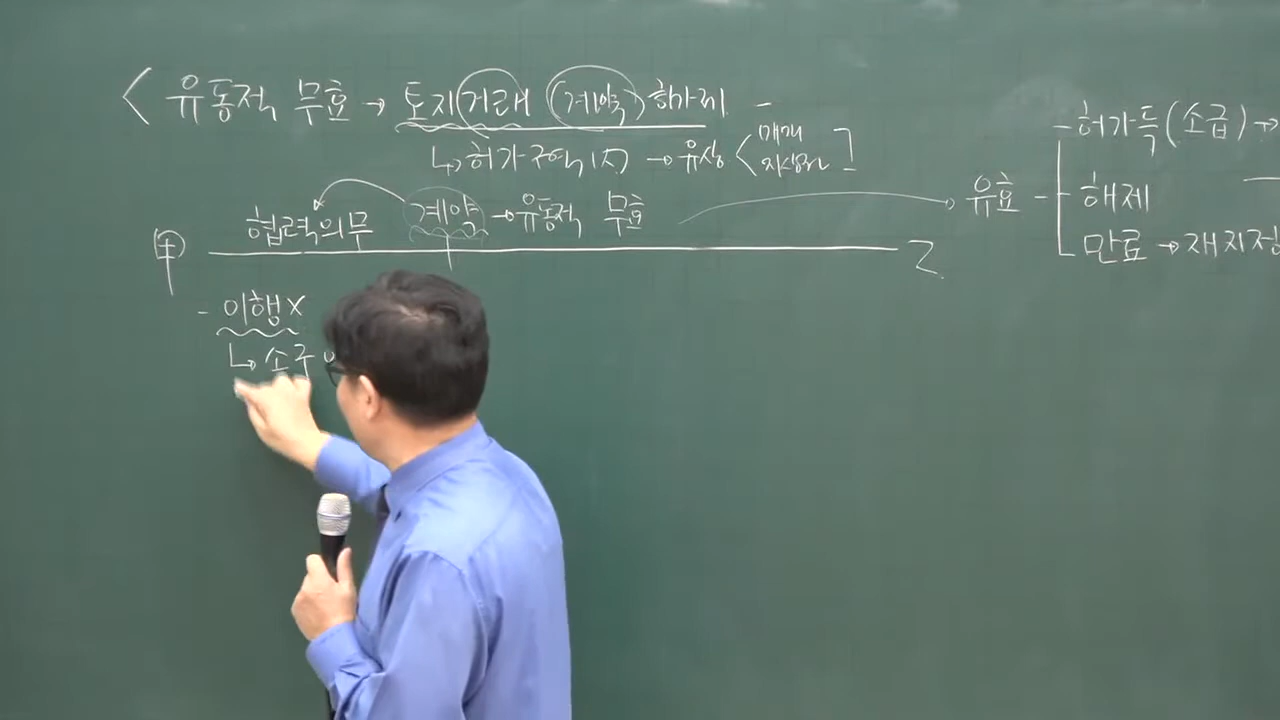 < 유동적 무효 → 토지(거래 (계약) 허가제 -
↳ 허가구역 (지) → 유상 < 매매
지상권 ]
협력의무 계약 → 유동적 무효
甲 乙
- 이행 X
↳ 소구
유효 - - 허가 득 (소급) →
해제
만료 → 재지정